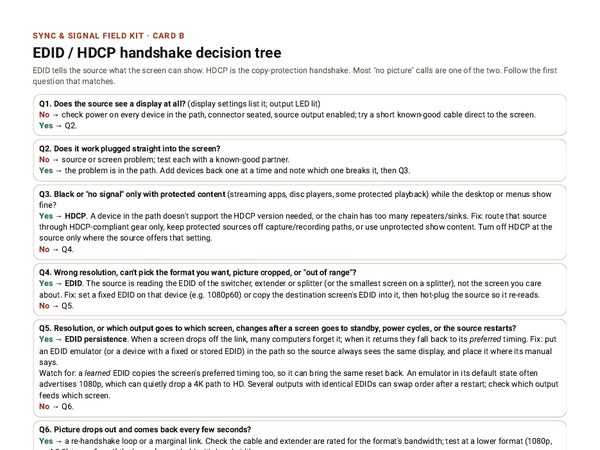 SYNC & SIGNAL FIELD KIT · CARD B
EDID / HDCP handshake decision tree
EDID tells the source what the screen can show. HDCP is the copy-protection handshake. Most 'no picture' calls are one of the two. Follow the first
question that matches.
Q1. Does the source see a display at all? (display settings list it; output LED lit)
No → check power on every device in the path, connector seated, source output enabled; try a short known-good cable direct to the screen.
Yes → Q2.
Q2. Does it work plugged straight into the screen?
No → source or screen problem; test each with a known-good partner.
Yes → the problem is in the path. Add devices back one at a time and note which one breaks it, then Q3.
Q3. Black or "no signal" only with protected content (streaming apps, disc players, some protected playback) while the desktop or menus show
fine?
Yes → HDCP. A device in the path doesn't support the HDCP version needed, or the chain has too many repeaters/sinks. Fix: route that source
through HDCP-compliant gear only, keep protected sources off capture/recording paths, or use unprotected show content. Turn off HDCP at the
source only where the source offers that setting.
No → Q4.
Q4. Wrong resolution, can't pick the format you want, picture cropped, or "out of range"?
Yes → EDID. The source is reading the EDID of the switcher, extender or splitter (or the smallest screen on a splitter), not the screen you care
about. Fix: set a fixed EDID on that device (e.g. 1080p60) or copy the destination screen's EDID into it, then hot-plug the source so it re-reads.
No → Q5.
Q5. Resolution, or which output goes to which screen, changes after a screen goes to standby, power cycles, or the source restarts?
Yes → EDID persistence. When a screen drops off the link, many computers forget it; when it returns they fall back to its preferred timing. Fix: put
an EDID emulator (or a device with a fixed or stored EDID) in the path so the source always sees the same display, and place it where its manual
says.
Watch for: a learned EDID copies the screen's preferred timing too, so it can bring the same reset back. An emulator in its default state often
advertises 1080p, which can quietly drop a 4K path to HD. Several outputs with identical EDIDs can swap order after a restart; check which output
feeds which screen.
No → Q6.
Q6. Picture drops out and comes back every few seconds?
Yes → a re-handshake loop or a marginal link. Check the cable and extender are rated for the format's bandwidth; test at a lower format (1080p,